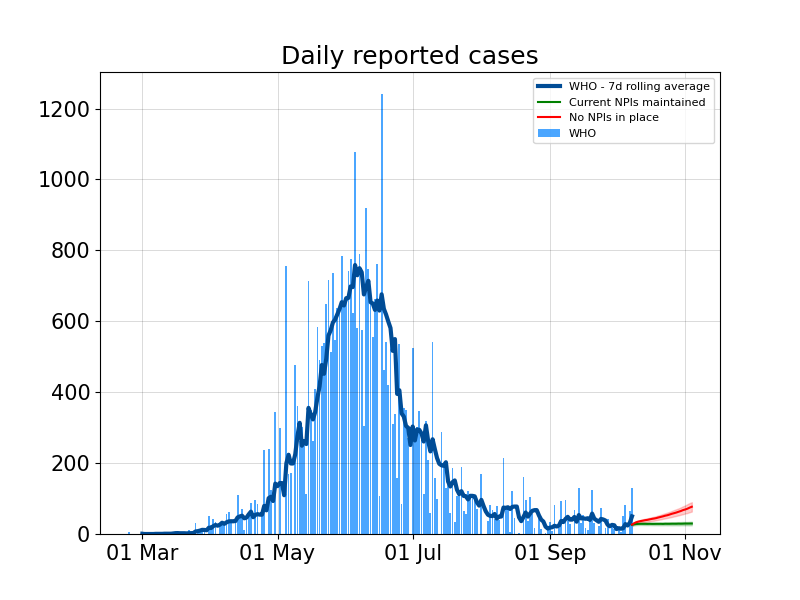 Daily reported cases
WHO - 7d rolling average
Current NPIs maintained
No NPIs in place
WHO
1200
1000
800
600
400
200
0
01 Mar
01 May
01 Jul
01 Sep
01 Nov